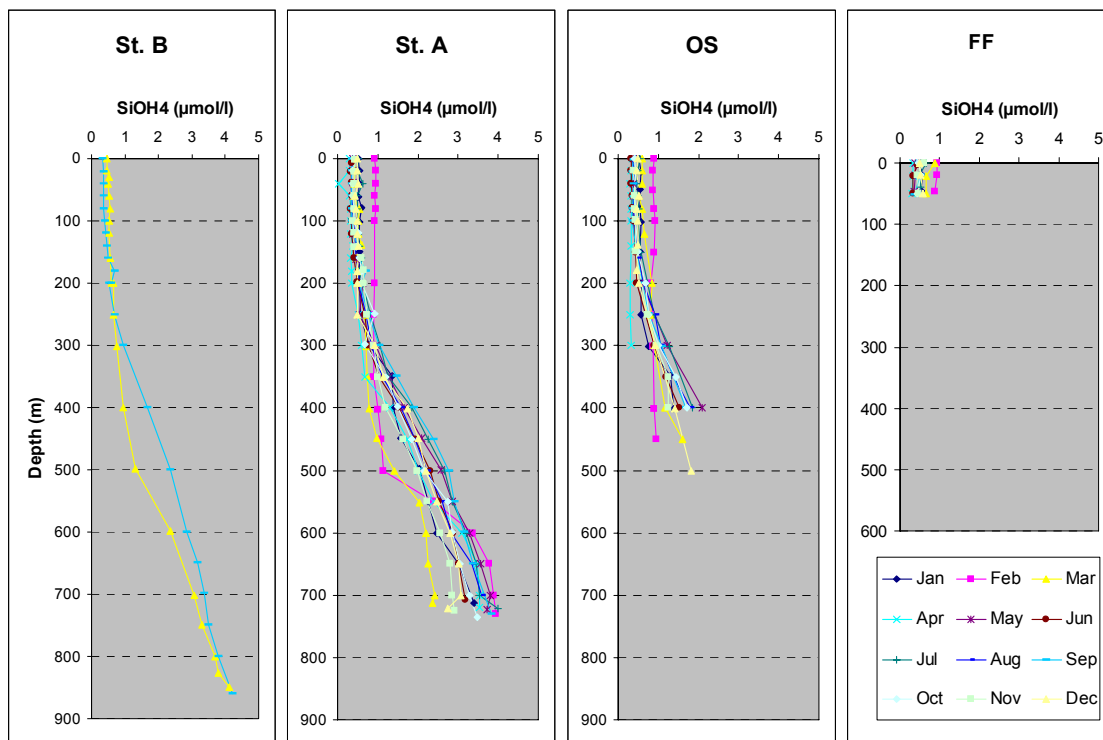 St. B
SiOH4 (µmol/l)
0 1 2 3 4 5
0
100
200
300
400
500
600
700
800
900
Depth (m)
St. A
SiOH4 (µmol/l)
0 1 2 3 4 5
0
100
200
300
400
500
600
700
800
900
OS
SiOH4 (µmol/l)
0 1 2 3 4 5
0
100
200
300
400
500
600
700
800
900
FF
SiOH4 (µmol/l)
0 1 2 3 4 5
0
100
200
300
400
500
600
Jan Feb Mar
Apr May Jun
Jul Aug Sep
Oct Nov Dec